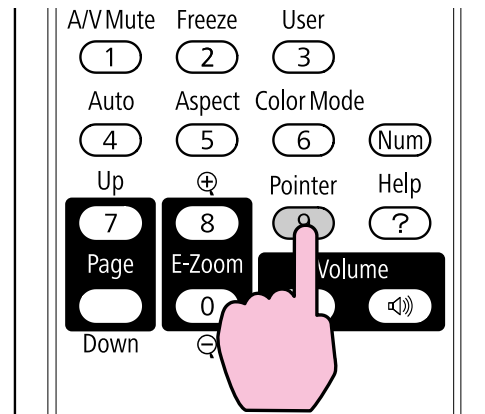 A/V Mute Freeze User
1 2 3
Auto Aspect Color Mode
4 5 6 Num
Up Pointer Help
7 8 9 ?
Page E-Zoom Volume
0
Down